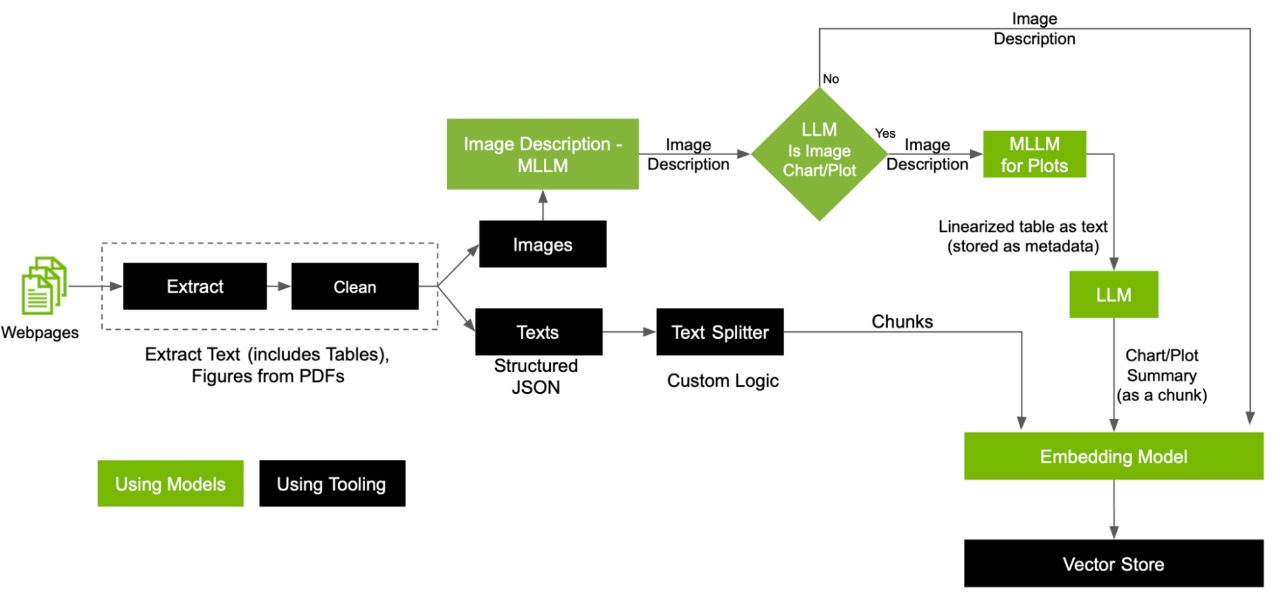 Image
Description
No
Image Description -
MLLM
Image
Description
LLM
Is Image
Chart/Plot
Yes
Image
Description
MLLM
for Plots
Linearized table as text
(stored as metadata)
Images
Webpages
Extract
Clean
LLM
Extract Text (includes Tables),
Figures from PDFs
Texts
Structured
JSON
Text Splitter
Custom Logic
Chunks
Chart/Plot
Summary
(as a chunk)
Embedding Model
Using Models
Using Tooling
Vector Store